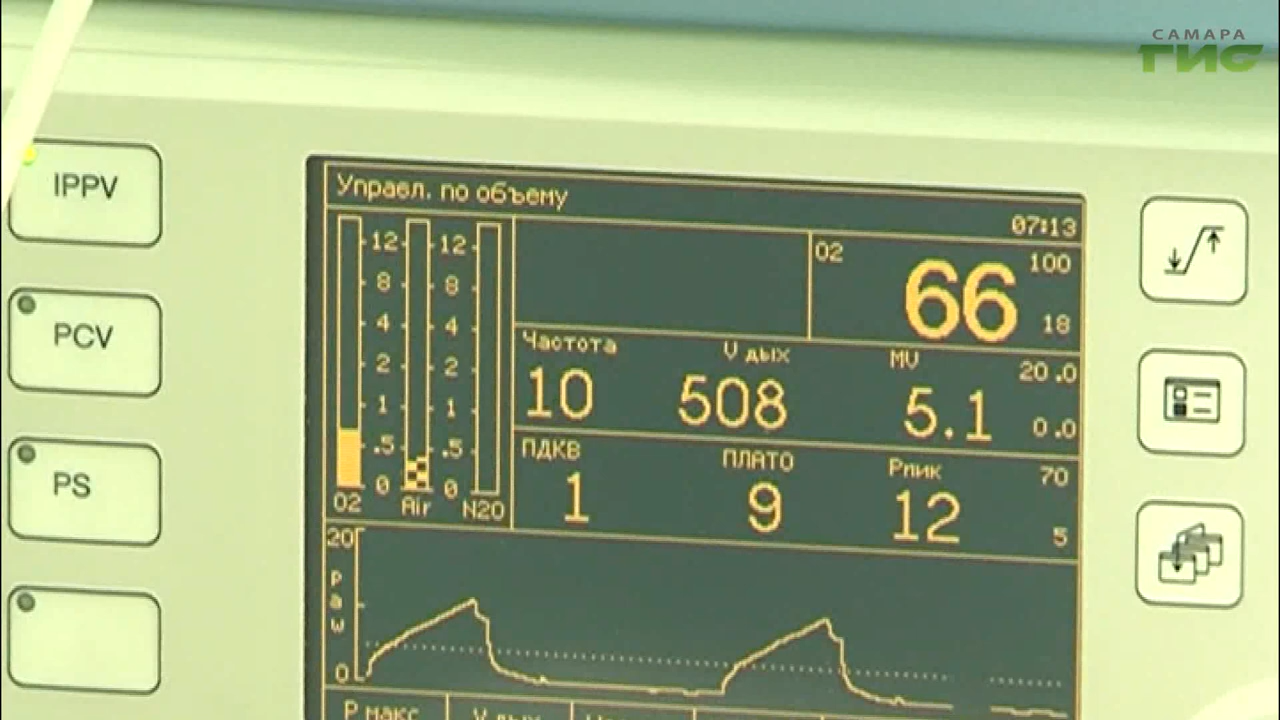 САМАРА
ГИС
IPPV
PCV
PS
Управл. по объему
07:13
12 12
8 8
4 4
2 2
1 1
.5 .5
0 0
O2 Air N2O
O2 66 100
18
Частота V дых MV 20.0
10 508 5.1 0.0
ПДКВ ПЛАТО Pпик 70
1 9 12 5
20
Paw
0
P макс V дых